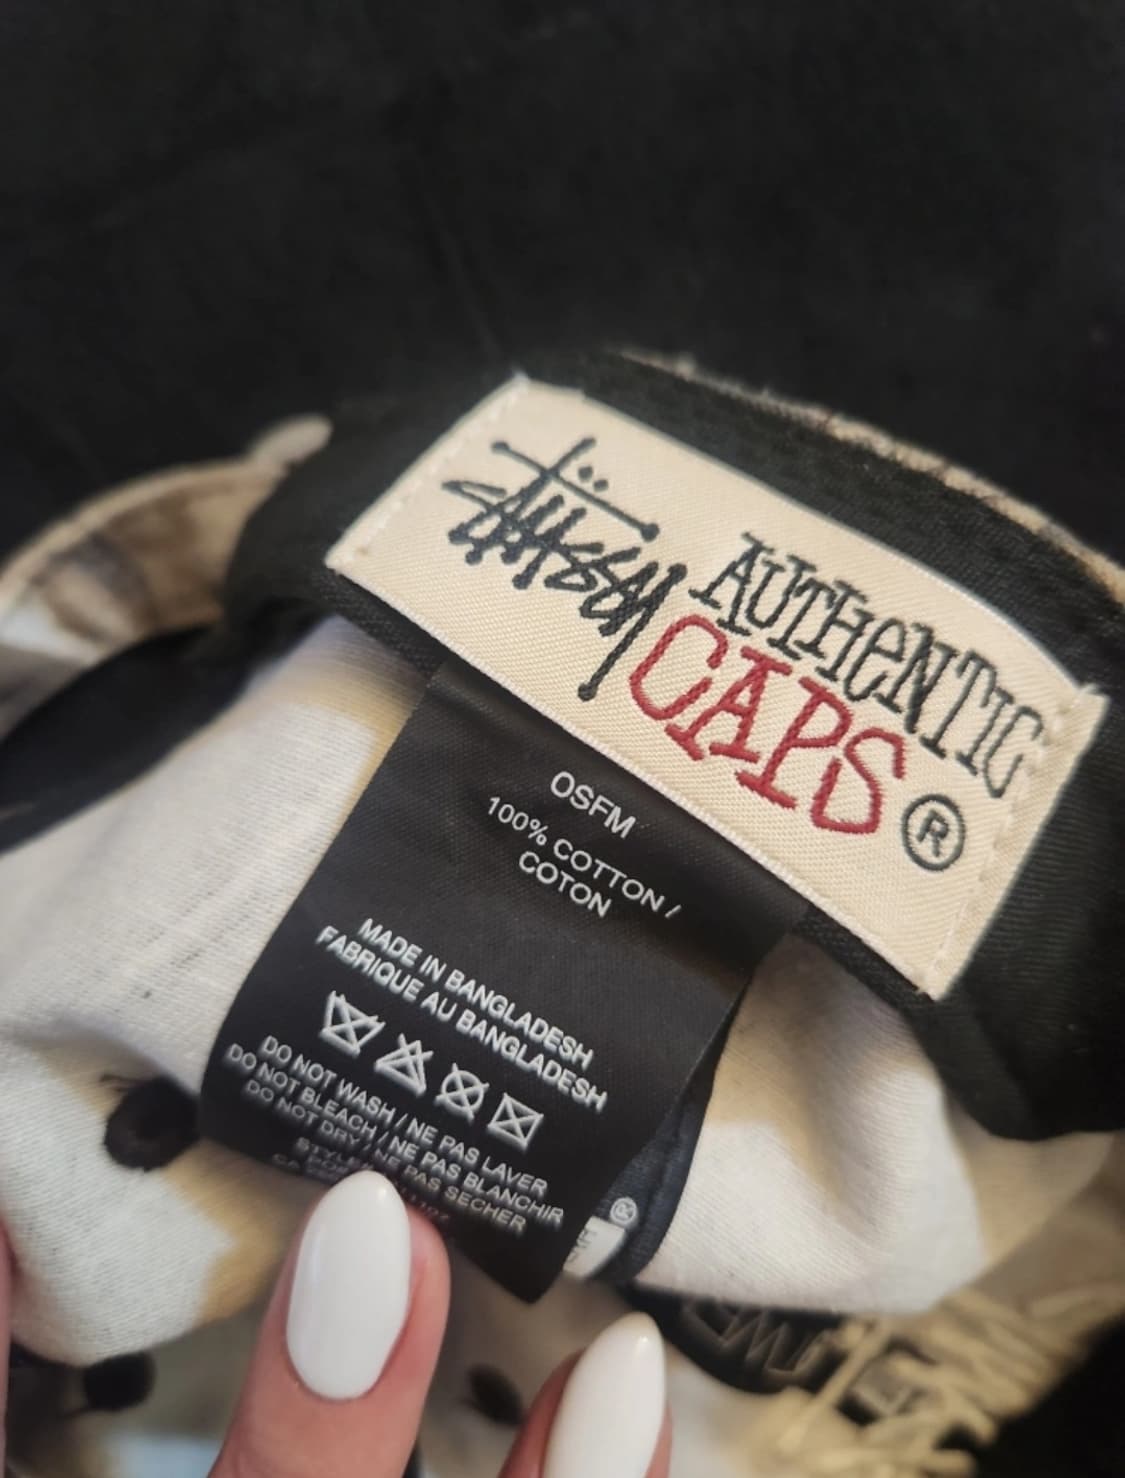 Stüssy
AUTHENTIC
CAPS ®
OSFM
100% COTTON /
COTON
MADE IN BANGLADESH
FABRIQUE AU BANGLADESH
DO NOT WASH / NE PAS LAVER
DO NOT BLEACH / NE PAS BLANCHIR
DO NOT DRY / NE PAS SECHER
®